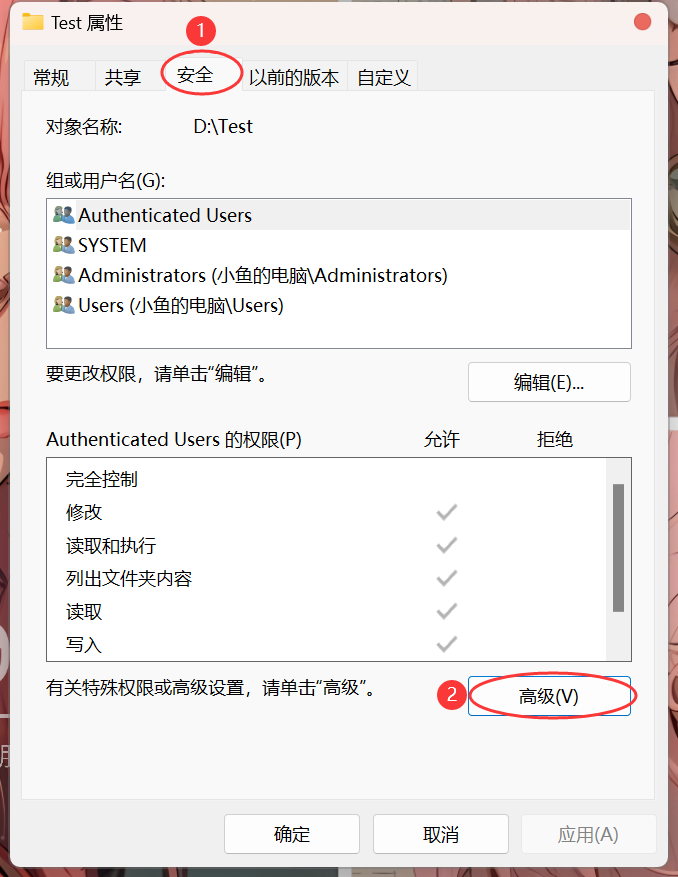 Test 属性
1
常规 共享 安全 以前的版本 自定义
对象名称: D:\Test
组或用户名(G):
Authenticated Users
SYSTEM
Administrators (小鱼的电脑\Administrators)
Users (小鱼的电脑\Users)
要更改权限，请单击“编辑”。
编辑(E)...
Authenticated Users 的权限(P) 允许 拒绝
完全控制
修改
读取和执行
列出文件夹内容
读取
写入
有关特殊权限或高级设置，请单击“高级”。
2 高级(V)
确定 取消 应用(A)